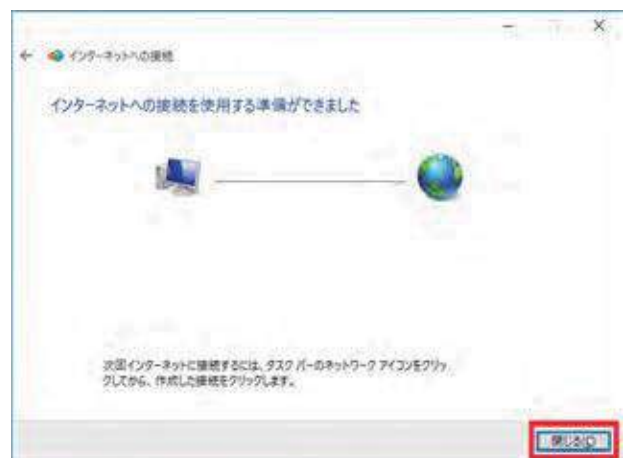 インターネットへの接続
インターネットへの接続を使用する準備ができました
次回インターネットに接続するには、タスク バーのネットワーク アイコンをクリッ
クしてから、作成した接続をクリックします。
閉じる(C)